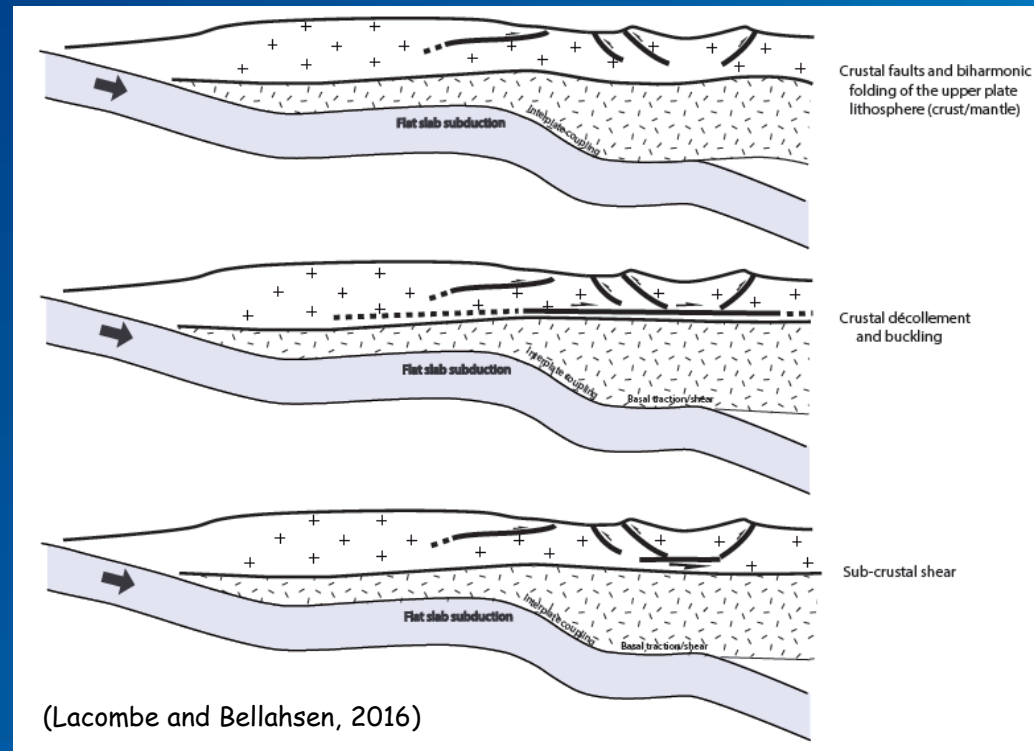 Crustal faults and biharmonic
folding of the upper plate
lithosphere (crust/mantle)
Flat slab subduction
Interplate coupling
Crustal décollement
and buckling
Flat slab subduction
Interplate coupling
Basal traction/shear
Sub-crustal shear
Flat slab subduction
Interplate coupling
Basal traction/shear
(Lacombe and Bellahsen, 2016)